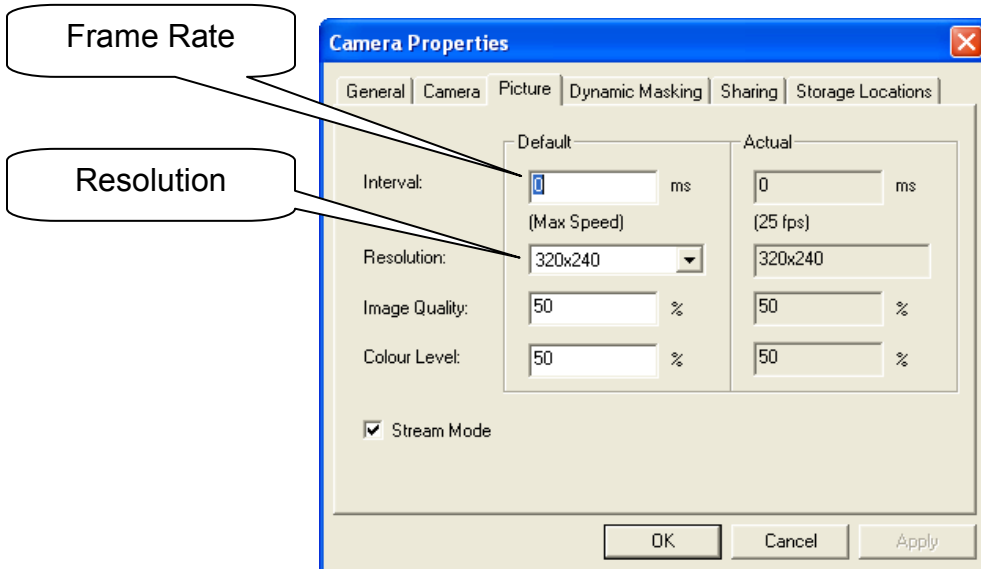 Frame Rate
Resolution
Camera Properties
General Camera Picture Dynamic Masking Sharing Storage Locations
Default Actual
Interval: 0 ms 0 ms
(Max Speed) (25 fps)
Resolution: 320x240 320x240
Image Quality: 50 % 50 %
Colour Level: 50 % 50 %
Stream Mode
OK Cancel Apply